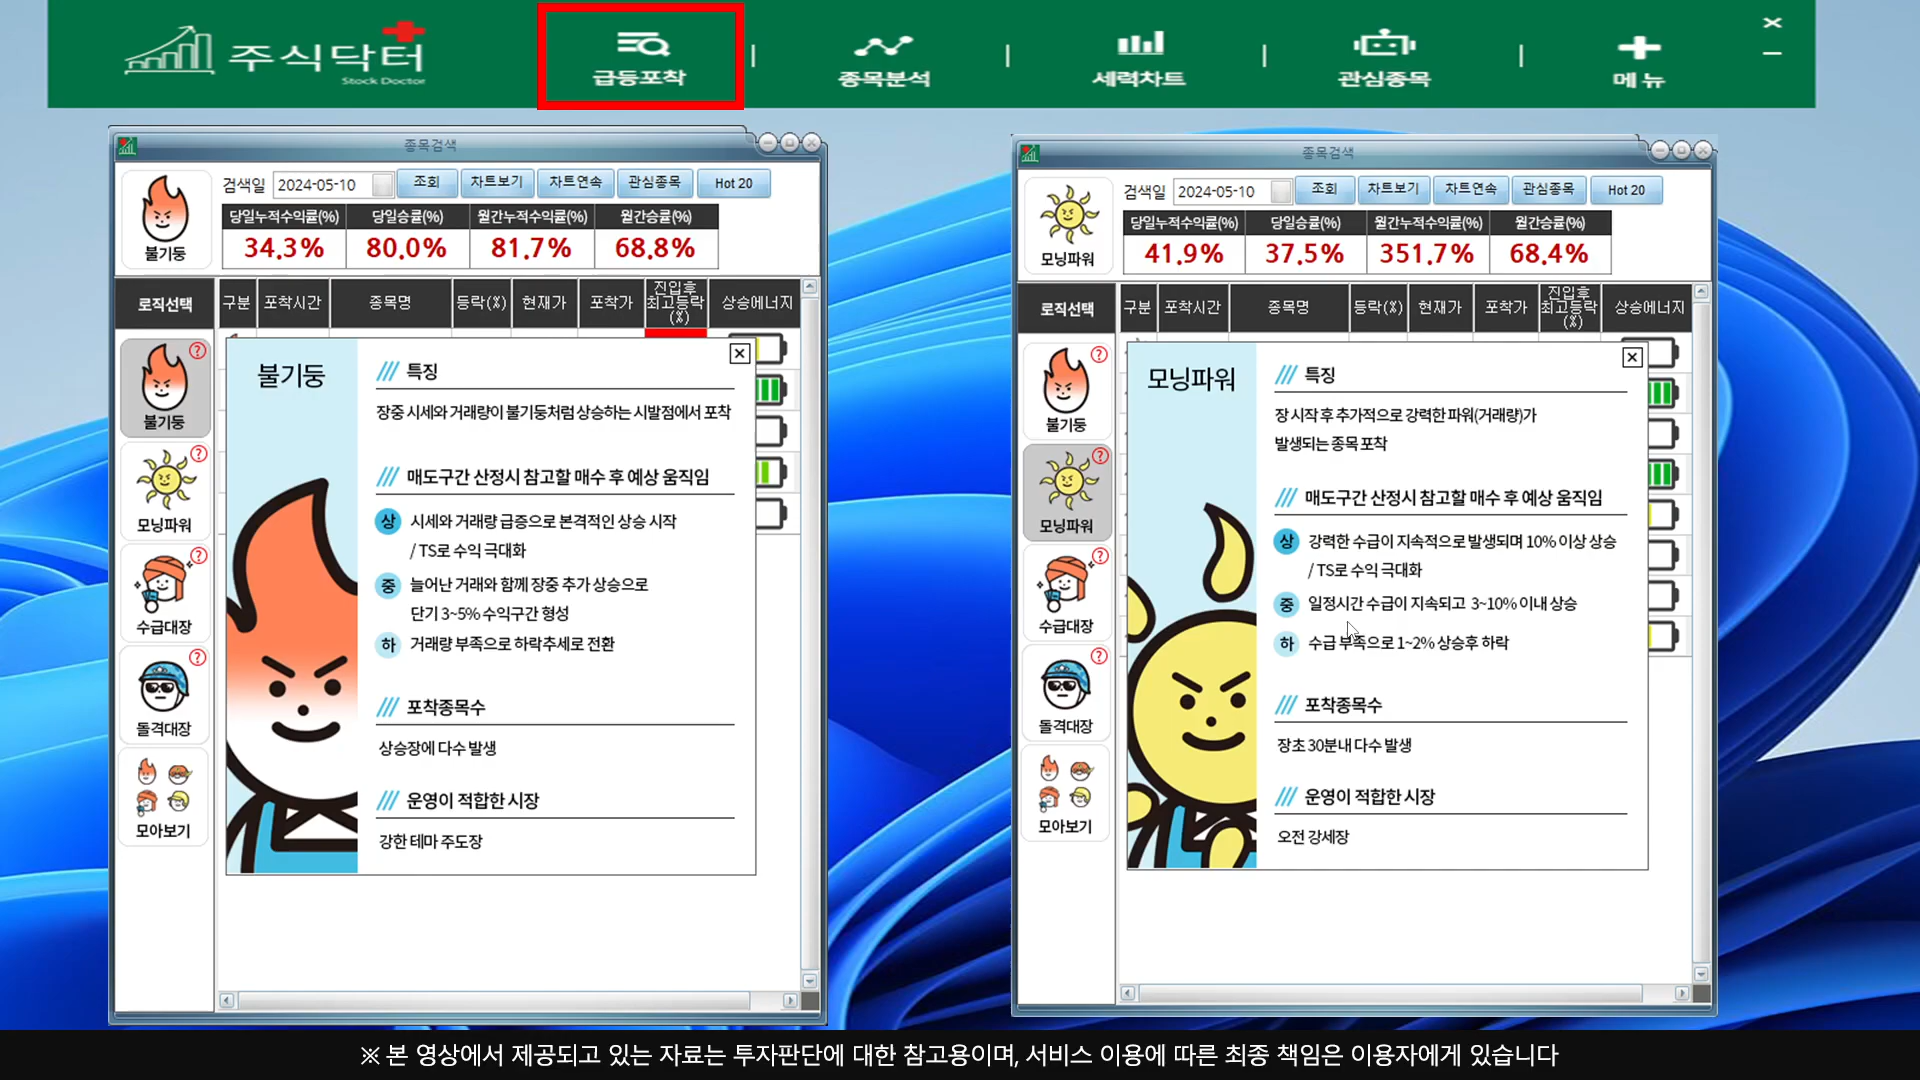 주식닥터
Stock Doctor
급등포착
종목분석
세력차트
관심종목
메뉴
종목검색
불기둥
검색일 2024-05-10 조회 차트보기 차트연속 관심종목 Hot 20
당일누적수익률(%) 당일승률(%) 월간누적수익률(%) 월간승률(%)
34.3% 80.0% 81.7% 68.8%
로직선택
구분 포착시간 종목명 등락(%) 현재가 포착가 진입후 최고등락 (%) 상승에너지
불기둥
모닝파워
수급대장
돌격대장
모아보기
불기둥
/// 특징
장중 시세와 거래량이 불기둥처럼 상승하는 시발점에서 포착
/// 매도구간 산정시 참고할 매수 후 예상 움직임
상 시세와 거래량 급증으로 본격적인 상승 시작
/ TS로 수익 극대화
중 늘어난 거래와 함께 장중 추가 상승으로
단기 3~5% 수익구간 형성
하 거래량 부족으로 하락추세로 전환
/// 포착종목수
상승장에 다수 발생
/// 운영이 적합한 시장
강한 테마 주도장
종목검색
모닝파워
검색일 2024-05-10 조회 차트보기 차트연속 관심종목 Hot 20
당일누적수익률(%) 당일승률(%) 월간누적수익률(%) 월간승률(%)
41.9% 37.5% 351.7% 68.4%
로직선택
구분 포착시간 종목명 등락(%) 현재가 포착가 진입후 최고등락 (%) 상승에너지
불기둥
모닝파워
수급대장
돌격대장
모아보기
모닝파워
/// 특징
장 시작 후 추가적으로 강력한 파워(거래량)가
발생되는 종목 포착
/// 매도구간 산정시 참고할 매수 후 예상 움직임
상 강력한 수급이 지속적으로 발생되며 10% 이상 상승
/ TS로 수익 극대화
중 일정시간 수급이 지속되고 3~10% 이내 상승
하 수급 부족으로 1~2% 상승후 하락
/// 포착종목수
장초 30분내 다수 발생
/// 운영이 적합한 시장
오전 강세장
※ 본 영상에서 제공되고 있는 자료는 투자판단에 대한 참고용이며, 서비스 이용에 따른 최종 책임은 이용자에게 있습니다